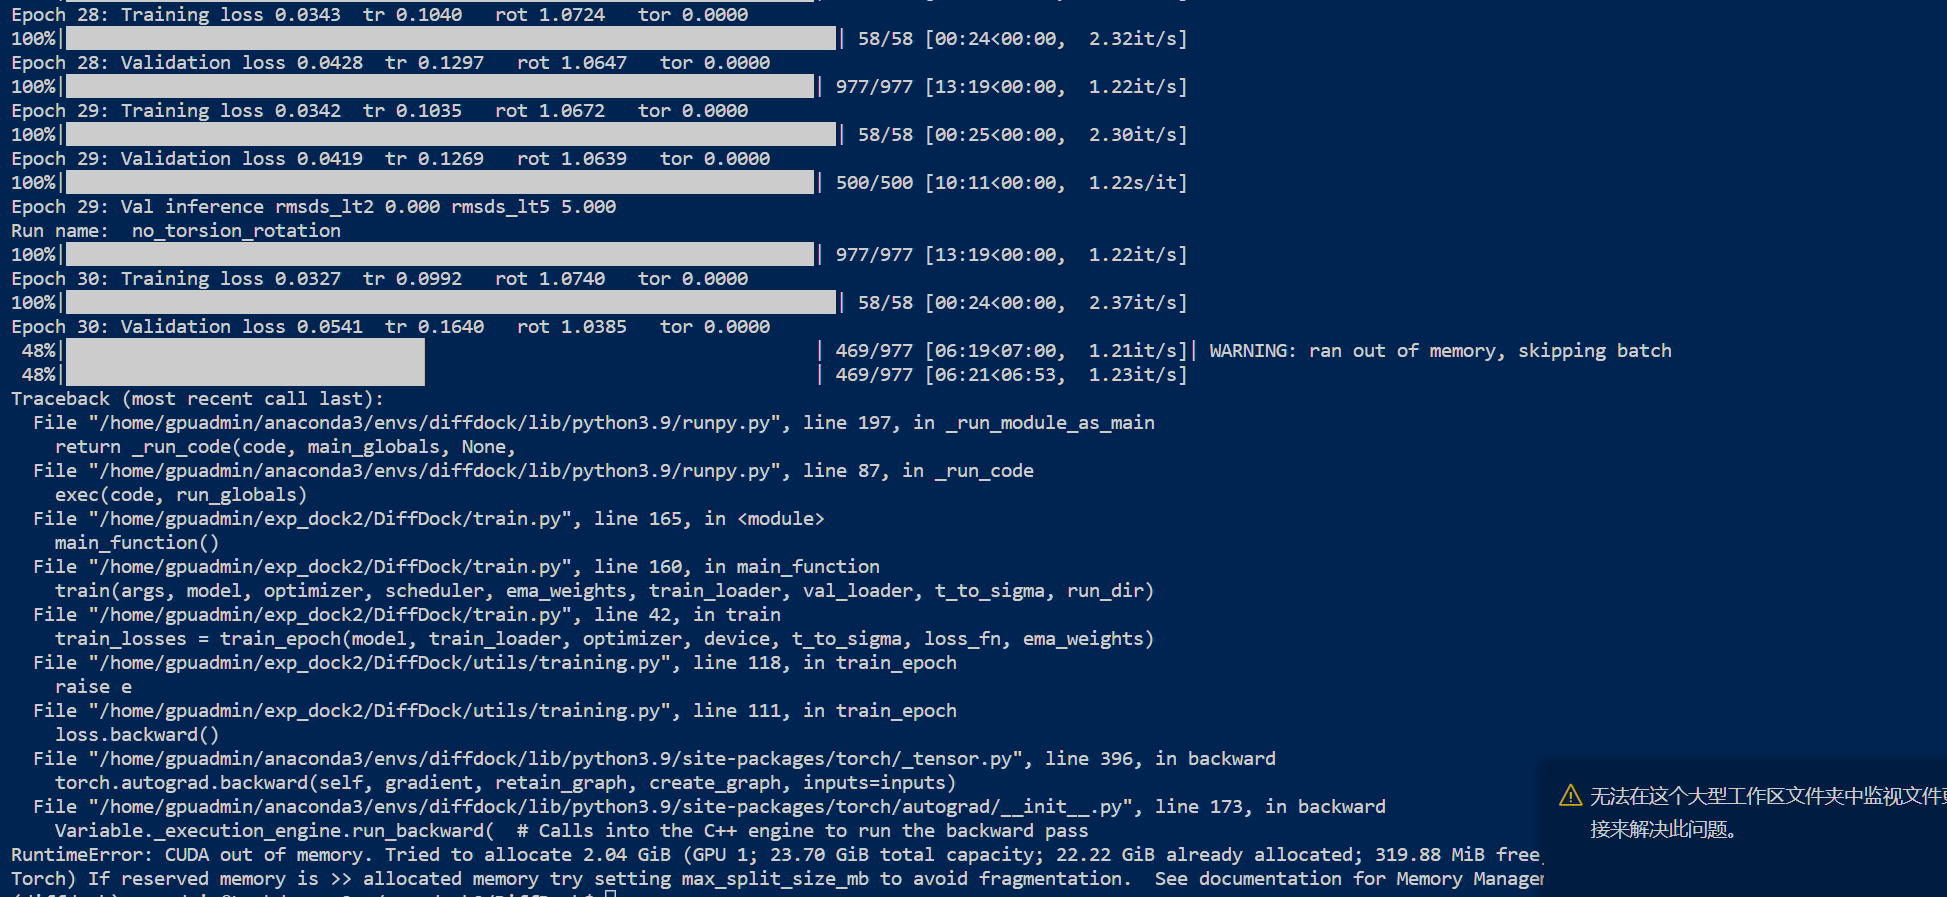 Epoch 28: Training loss 0.0343  tr 0.1040   rot 1.0724   tor 0.0000
100%| | 58/58 [00:24<00:00,  2.32it/s]
Epoch 28: Validation loss 0.0428  tr 0.1297   rot 1.0647   tor 0.0000
100%| | 977/977 [13:19<00:00,  1.22it/s]
Epoch 29: Training loss 0.0342  tr 0.1035   rot 1.0672   tor 0.0000
100%| | 58/58 [00:25<00:00,  2.30it/s]
Epoch 29: Validation loss 0.0419  tr 0.1269   rot 1.0639   tor 0.0000
100%| | 500/500 [10:11<00:00,  1.22s/it]
Epoch 29: Val inference rmsds_lt2 0.000 rmsds_lt5 5.000
Run name:  no_torsion_rotation
100%| | 977/977 [13:19<00:00,  1.22it/s]
Epoch 30: Training loss 0.0327  tr 0.0992   rot 1.0740   tor 0.0000
100%| | 58/58 [00:24<00:00,  2.37it/s]
Epoch 30: Validation loss 0.0541  tr 0.1640   rot 1.0385   tor 0.0000
48%| | 469/977 [06:19<07:00,  1.21it/s]| WARNING: ran out of memory, skipping batch
48%| | 469/977 [06:21<06:53,  1.23it/s]
Traceback (most recent call last):
  File "/home/gpuadmin/anaconda3/envs/diffdock/lib/python3.9/runpy.py", line 197, in _run_module_as_main
    return _run_code(code, main_globals, None,
  File "/home/gpuadmin/anaconda3/envs/diffdock/lib/python3.9/runpy.py", line 87, in _run_code
    exec(code, run_globals)
  File "/home/gpuadmin/exp_dock2/DiffDock/train.py", line 165, in <module>
    main_function()
  File "/home/gpuadmin/exp_dock2/DiffDock/train.py", line 160, in main_function
    train(args, model, optimizer, scheduler, ema_weights, train_loader, val_loader, t_to_sigma, run_dir)
  File "/home/gpuadmin/exp_dock2/DiffDock/train.py", line 42, in train
    train_losses = train_epoch(model, train_loader, optimizer, device, t_to_sigma, loss_fn, ema_weights)
  File "/home/gpuadmin/exp_dock2/DiffDock/utils/training.py", line 118, in train_epoch
    raise e
  File "/home/gpuadmin/exp_dock2/DiffDock/utils/training.py", line 111, in train_epoch
    loss.backward()
  File "/home/gpuadmin/anaconda3/envs/diffdock/lib/python3.9/site-packages/torch/_tensor.py", line 396, in backward
    torch.autograd.backward(self, gradient, retain_graph, create_graph, inputs=inputs)
  File "/home/gpuadmin/anaconda3/envs/diffdock/lib/python3.9/site-packages/torch/autograd/__init__.py", line 173, in backward
    Variable._execution_engine.run_backward(  # Calls into the C++ engine to run the backward pass
RuntimeError: CUDA out of memory. Tried to allocate 2.04 GiB (GPU 1; 23.70 GiB total capacity; 22.22 GiB already allocated; 319.88 MiB free
Torch) If reserved memory is >> allocated memory try setting max_split_size_mb to avoid fragmentation.  See documentation for Memory
无法在这个大型工作区文件夹中监视文件
接来解决此问题。